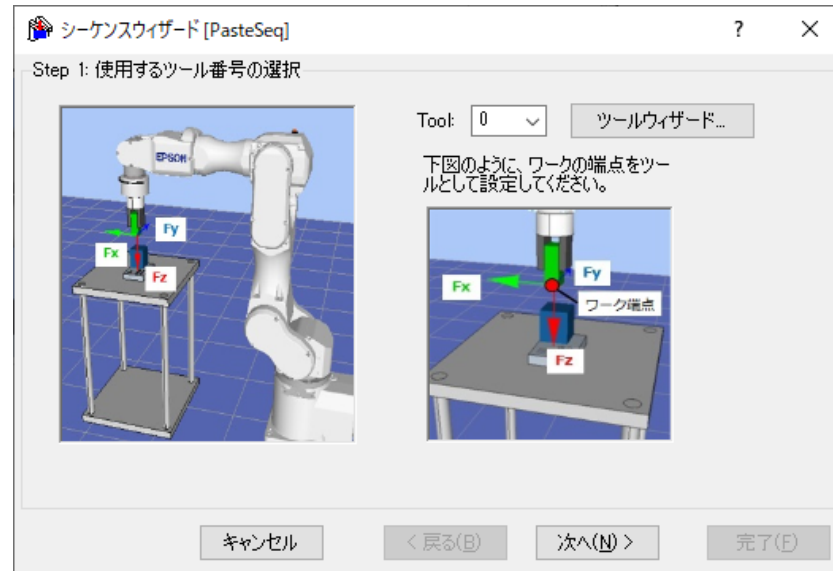 シーケンスウィザード [PasteSeq]
?
Step 1: 使用するツール番号の選択
EPSON
Fy
Fx
Fz
Tool:
0
ツールウィザード...
下図のように、ワークの端点をツー
ルとして設定してください。
Fx
Fy
ワーク端点
Fz
キャンセル
< 戻る(B)
次へ(N) >
完了(F)